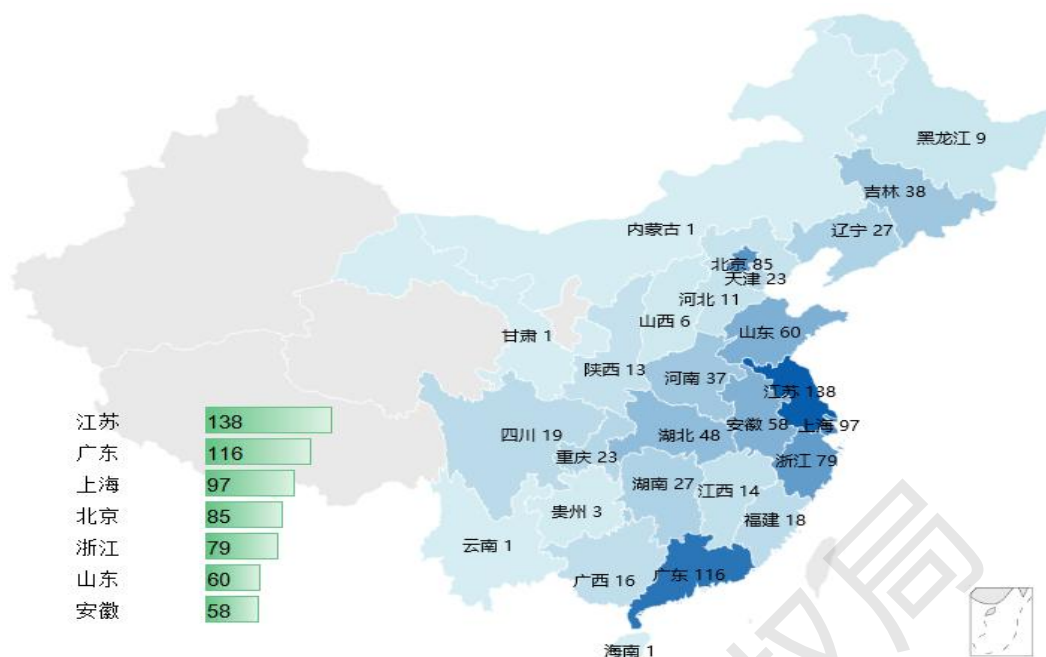 黑龙江 9
吉林 38
辽宁 27
内蒙古 1
北京 85
天津 23
河北 11
山西 6
山东 60
甘肃 1
陕西 13
河南 37
江苏 138
安徽 58
上海 97
四川 19
湖北 48
重庆 23
浙江 79
湖南 27
江西 14
贵州 3
福建 18
云南 1
广西 16
广东 116
海南 1
江苏 138
广东 116
上海 97
北京 85
浙江 79
山东 60
安徽 58
局